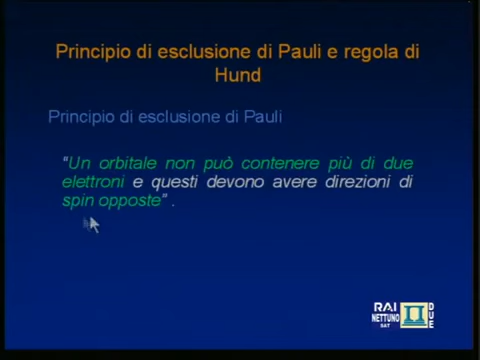 Principio di esclusione di Pauli e regola di
Hund
Principio di esclusione di Pauli
"Un orbitale non può contenere più di due
elettroni e questi devono avere direzioni di
spin opposte" .
RAI
NETTUNO
SAT
DUE